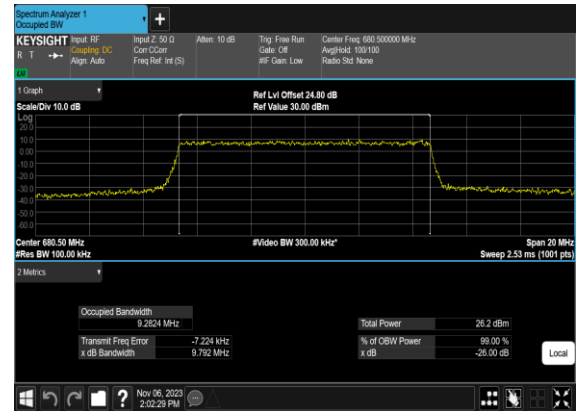 Spectrum Analyzer 1
Occupied BW
KEYSIGHT Input: RF Input Z: 50 Ω Atten: 10 dB Trig: Free Run Center Freq: 680.500000 MHz
R T Coupling: DC Corr CCorr Gate: Off Avg|Hold: 100/100
Align: Auto Freq Ref: Int (S) #IF Gain: Low Radio Std: None
LXI
1 Graph Ref Lvl Offset 24.80 dB
Scale/Div 10.0 dB Ref Value 30.00 dBm
Log
20.0
10.0
0.00
-10.0
-20.0
-30.0
-40.0
-50.0
-60.0
Center 680.50 MHz #Video BW 300.00 kHz* Span 20 MHz
#Res BW 100.00 kHz Sweep 2.53 ms (1001 pts)
2 Metrics
Occupied Bandwidth
9.2824 MHz Total Power 26.2 dBm
Transmit Freq Error -7.224 kHz % of OBW Power 99.00 %
x dB Bandwidth 9.792 MHz x dB -26.00 dB
Local
? Nov 06, 2023
2:02:29 PM